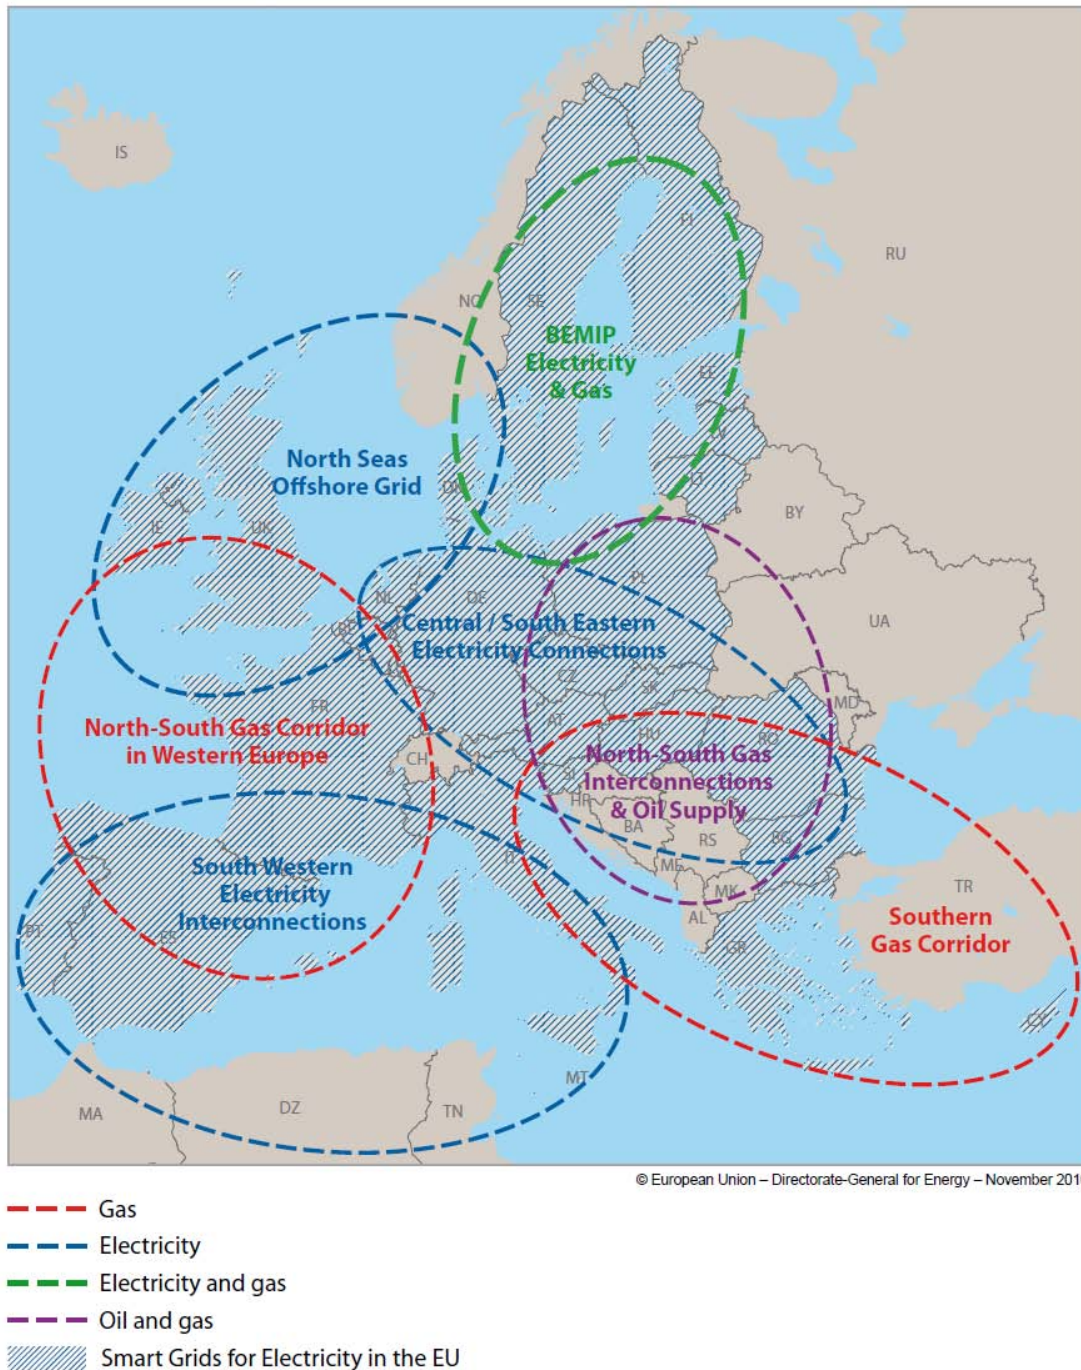 IS
RU
FI
NO
SE
BEMIP
Electricity
& Gas
EE
LV
LT
North Seas
Offshore Grid
DK
BY
IE
UK
NL
DE
PL
UA
BE
Central / South Eastern
Electricity Connections
CZ
SK
MD
FR
AT
HU
RO
North-South Gas Corridor
in Western Europe
CH
SI
North-South Gas
Interconnections
& Oil Supply
HR
BA
RS
BG
IT
ME
MK
AL
TR
South Western
Electricity
Interconnections
Southern
Gas Corridor
PT
ES
GR
CY
MT
MA
DZ
TN
© European Union – Directorate-General for Energy – November 2010
Gas
Electricity
Electricity and gas
Oil and gas
Smart Grids for Electricity in the EU